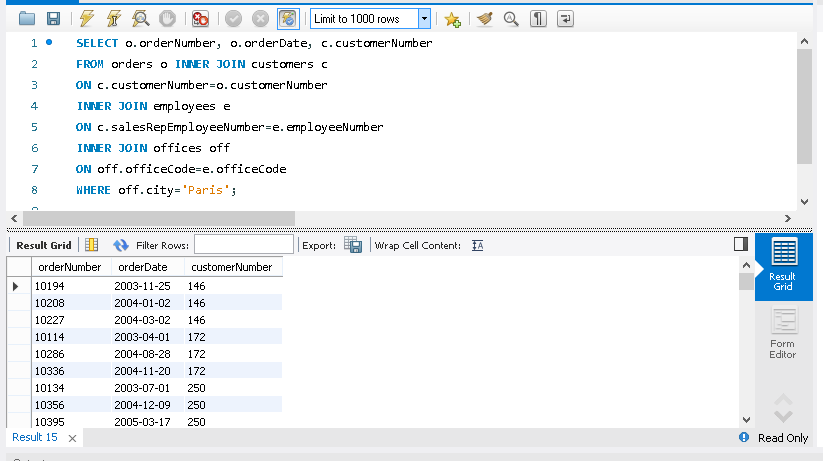 Limit to 1000 rows
1 SELECT o.orderNumber, o.orderDate, c.customerNumber
2 FROM orders o INNER JOIN customers c
3 ON c.customerNumber=o.customerNumber
4 INNER JOIN employees e
5 ON c.salesRepEmployeeNumber=e.employeeNumber
6 INNER JOIN offices off
7 ON off.officeCode=e.officeCode
8 WHERE off.city='Paris';
Result Grid Filter Rows: Export: Wrap Cell Content: IA
orderNumber orderDate customerNumber
10194 2003-11-25 146
10208 2004-01-02 146
10227 2004-03-02 146
10114 2003-04-01 172
10286 2004-08-28 172
10336 2004-11-20 172
10134 2003-07-01 250
10356 2004-12-09 250
10395 2005-03-17 250
Result Grid
Form Editor
Result 15
Read Only